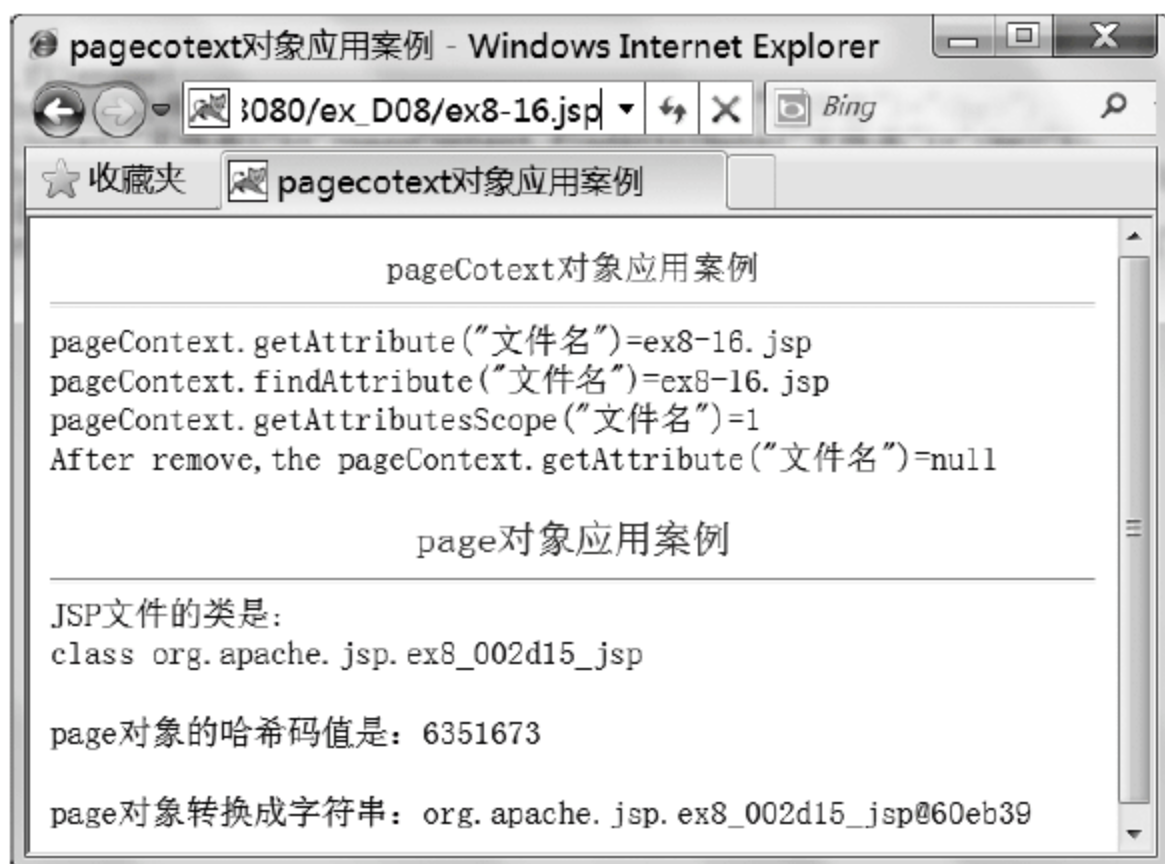 pagecotext对象应用案例 - Windows Internet Explorer
3080/ex_D08/ex8-16.jsp
Bing
收藏夹
pagecotext对象应用案例
pageCotext对象应用案例
pageContext.getAttribute("文件名")=ex8-16.jsp
pageContext.findAttribute("文件名")=ex8-16.jsp
pageContext.getAttributesScope("文件名")=1
After remove,the pageContext.getAttribute("文件名")=null
page对象应用案例
JSP文件的类是:
class org.apache.jsp.ex8_002d15_jsp
page对象的哈希码值是: 6351673
page对象转换成字符串: org.apache.jsp.ex8_002d15_jsp@60eb39